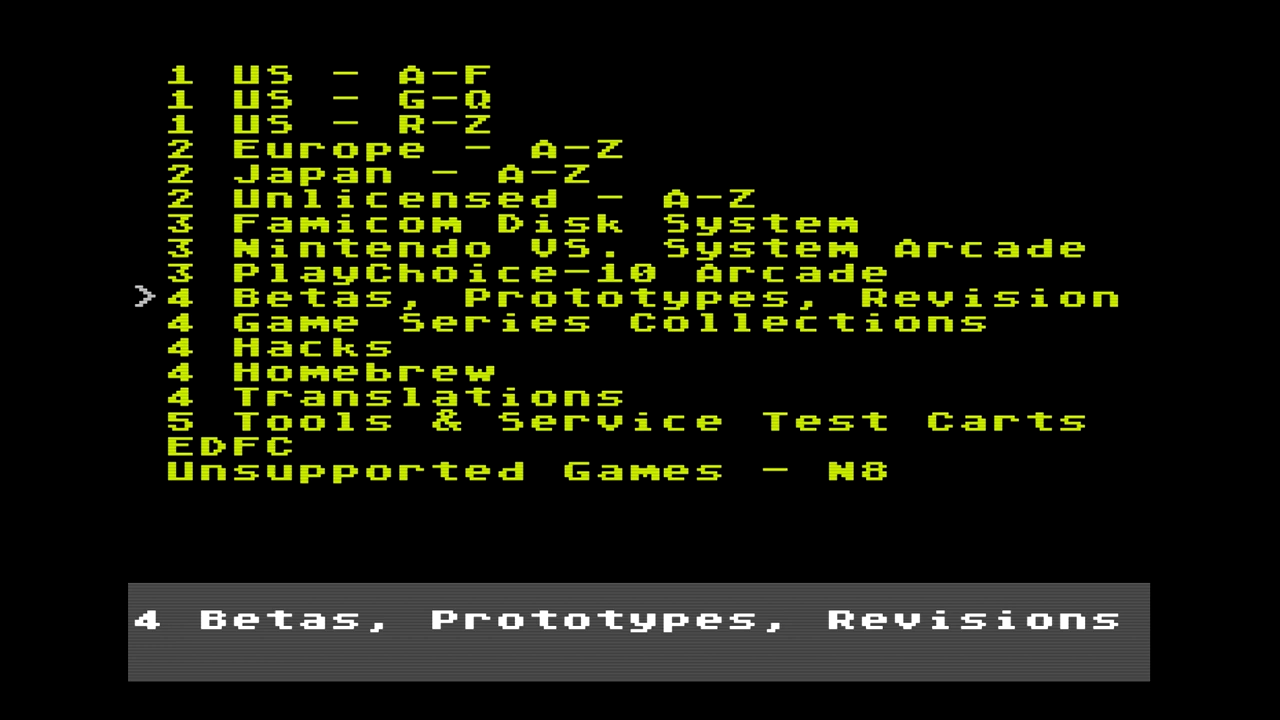 1 US - A-F
1 US - G-Q
1 US - R-Z
2 Europe - A-Z
2 Japan - A-Z
2 Unlicensed - A-Z
3 Famicom Disk System
3 Nintendo VS. System Arcade
3 PlayChoice-10 Arcade
>4 Betas, Prototypes, Revision
4 Game Series Collections
4 Hacks
4 Homebrew
4 Translations
5 Tools & Service Test Carts
EDFC
Unsupported Games - N8
4 Betas, Prototypes, Revisions